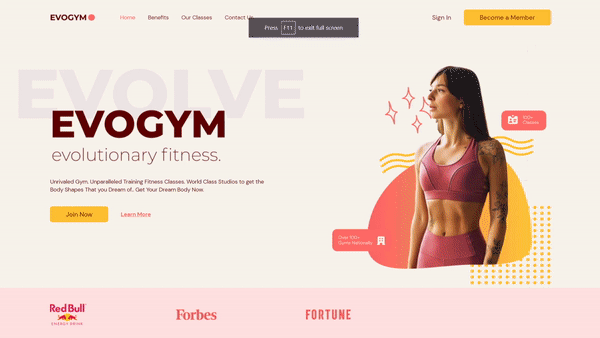 EVOGYM
Home
Benefits
Our Classes
Contact Us
Press F11 to exit full screen
Sign In
Become a Member
EVOLVE
EVOGYM
evolutionary fitness.
Unrivaled Gym. Unparalleled Training Fitness Classes. World Class Studios to get the
Body Shapes That you Dream of.. Get Your Dream Body Now.
Join Now
Learn More
100+
Classes
Over 100+
Gyms Nationally
Red Bull
ENERGY DRINK
Forbes
FORTUNE